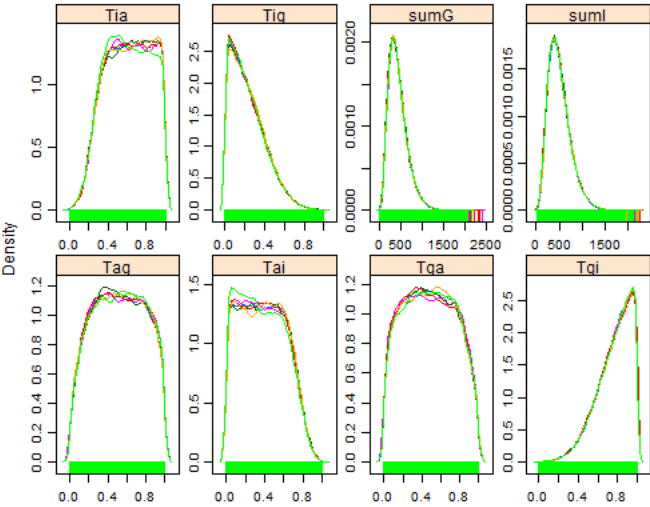 Tia
Tig
sumG
sumI
0.0 0.5 1.0
0.0 0.5 1.0 1.5 2.0 2.5
0.0000 0.0010 0.0020
0.0000 0.0005 0.0010 0.0015
0.0 0.4 0.8
0.0 0.4 0.8
0 500 1500 2500
0 500 1500
Density
Tag
Tai
Tga
Tgi
0.0 0.2 0.4 0.6 0.8 1.0 1.2
0.0 0.5 1.0 1.5
0.0 0.2 0.4 0.6 0.8 1.0 1.2
0.0 0.5 1.0 1.5 2.0 2.5
0.0 0.4 0.8
0.0 0.4 0.8
0.0 0.4 0.8
0.0 0.4 0.8